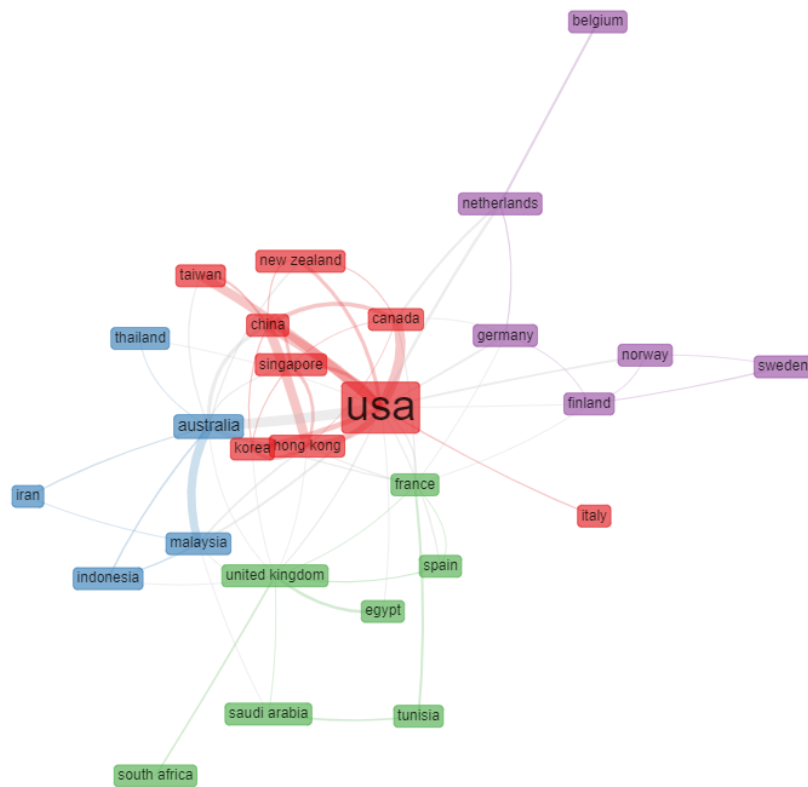 belgium
netherlands
new zealand
taiwan
china
canada
thailand
germany
norway
singapore
sweden
usa
finland
australia
korea
hong kong
france
iran
italy
malaysia
spain
united kingdom
indonesia
egypt
saudi arabia
tunisia
south africa